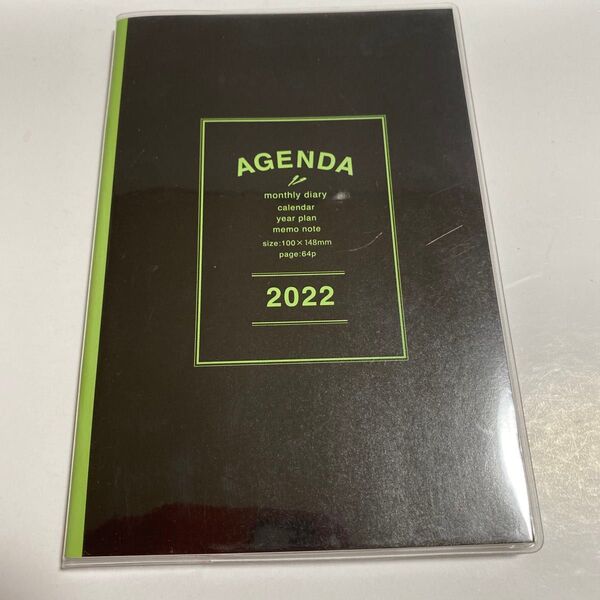 AGENDA
monthly diary
calendar
year plan
memo note
size:100×148mm
page:64p
2022